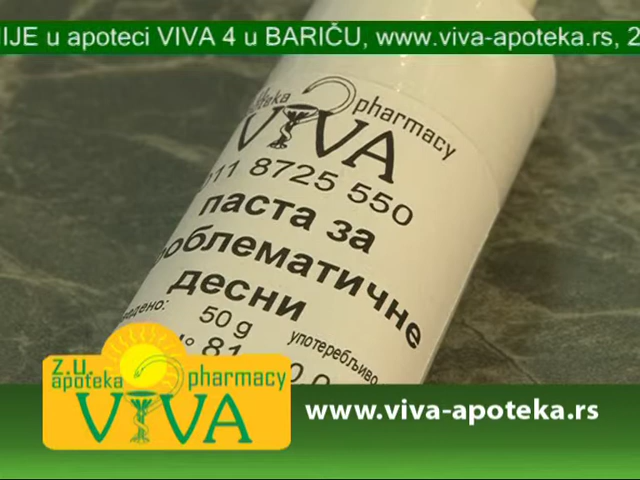 IJE u apoteci VIVA 4 u BARIČU, www.viva-apoteka.rs, 2
pharmacy
VIVA
011 8725 550
паста за
проблематичне
десни
50 g
употребљиво
Z.U.
apoteka pharmacy
VIVA
www.viva-apoteka.rs